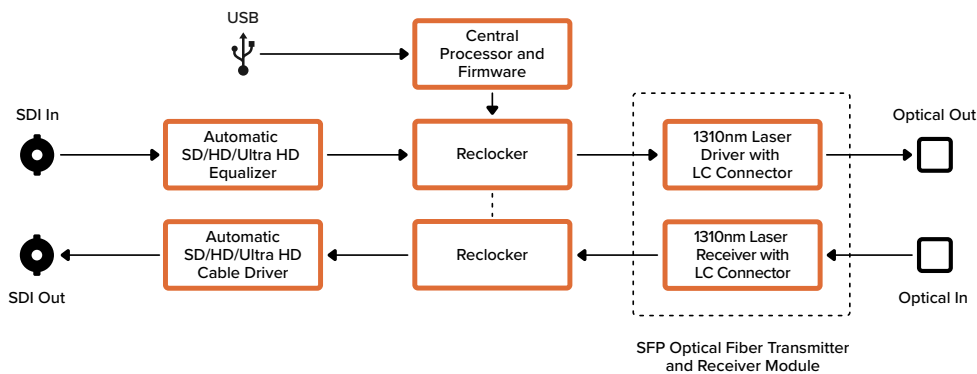 USB
Central
Processor and
Firmware
SDI In
Automatic
SD/HD/Ultra HD
Equalizer
Reclocker
1310nm Laser
Driver with
LC Connector
Optical Out
Automatic
SD/HD/Ultra HD
Cable Driver
Reclocker
1310nm Laser
Receiver with
LC Connector
SDI Out
Optical In
SFP Optical Fiber Transmitter
and Receiver Module